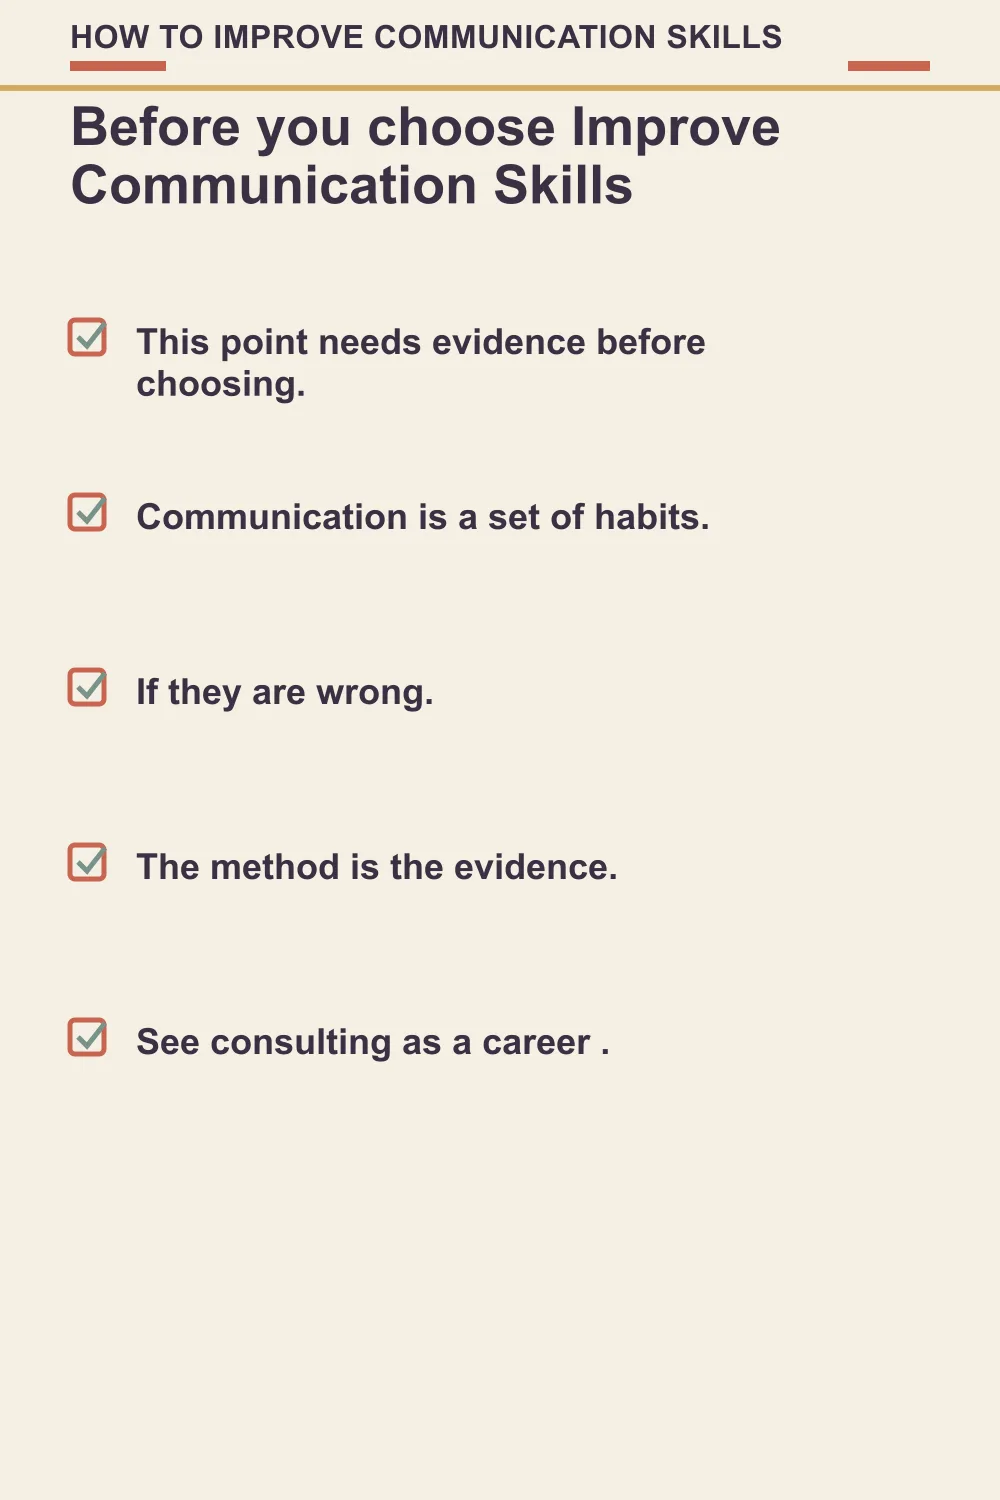 HOW TO IMPROVE COMMUNICATION SKILLS
Before you choose Improve
Communication Skills
This point needs evidence before
choosing.
Communication is a set of habits.
If they are wrong.
The method is the evidence.
See consulting as a career .